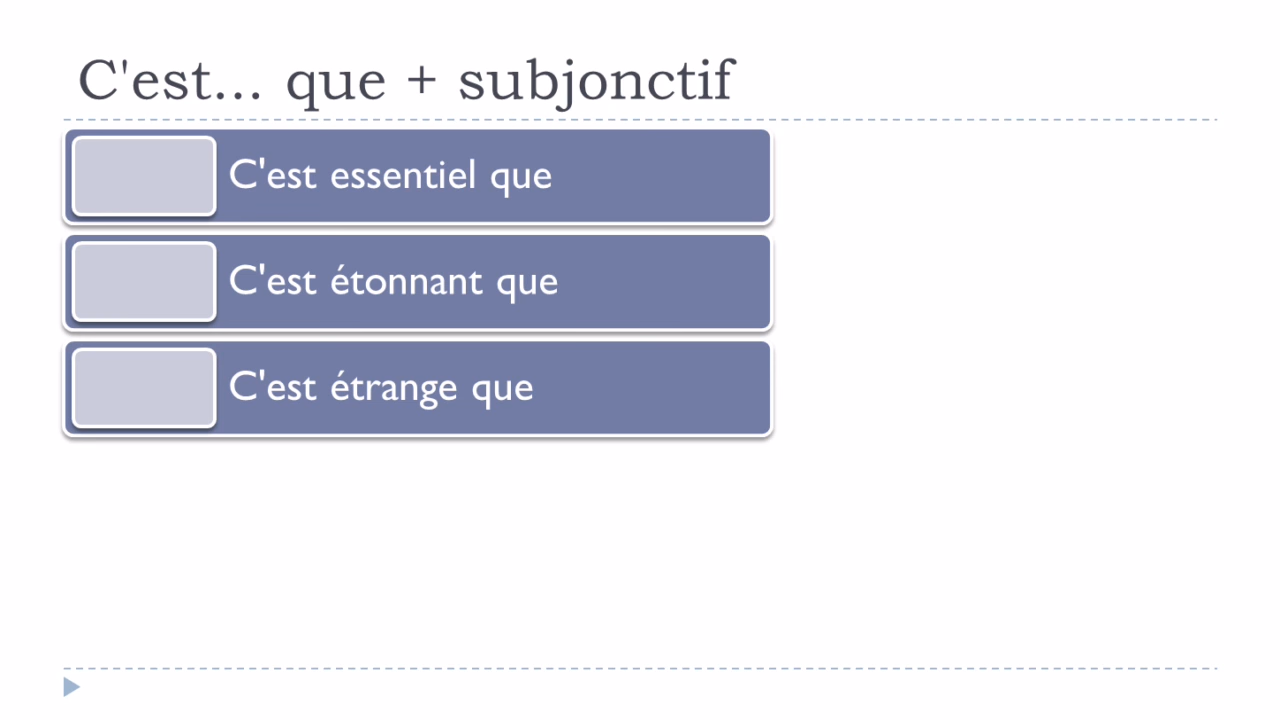 C'est... que + subjonctif
C'est essentiel que
C'est étonnant que
C'est étrange que